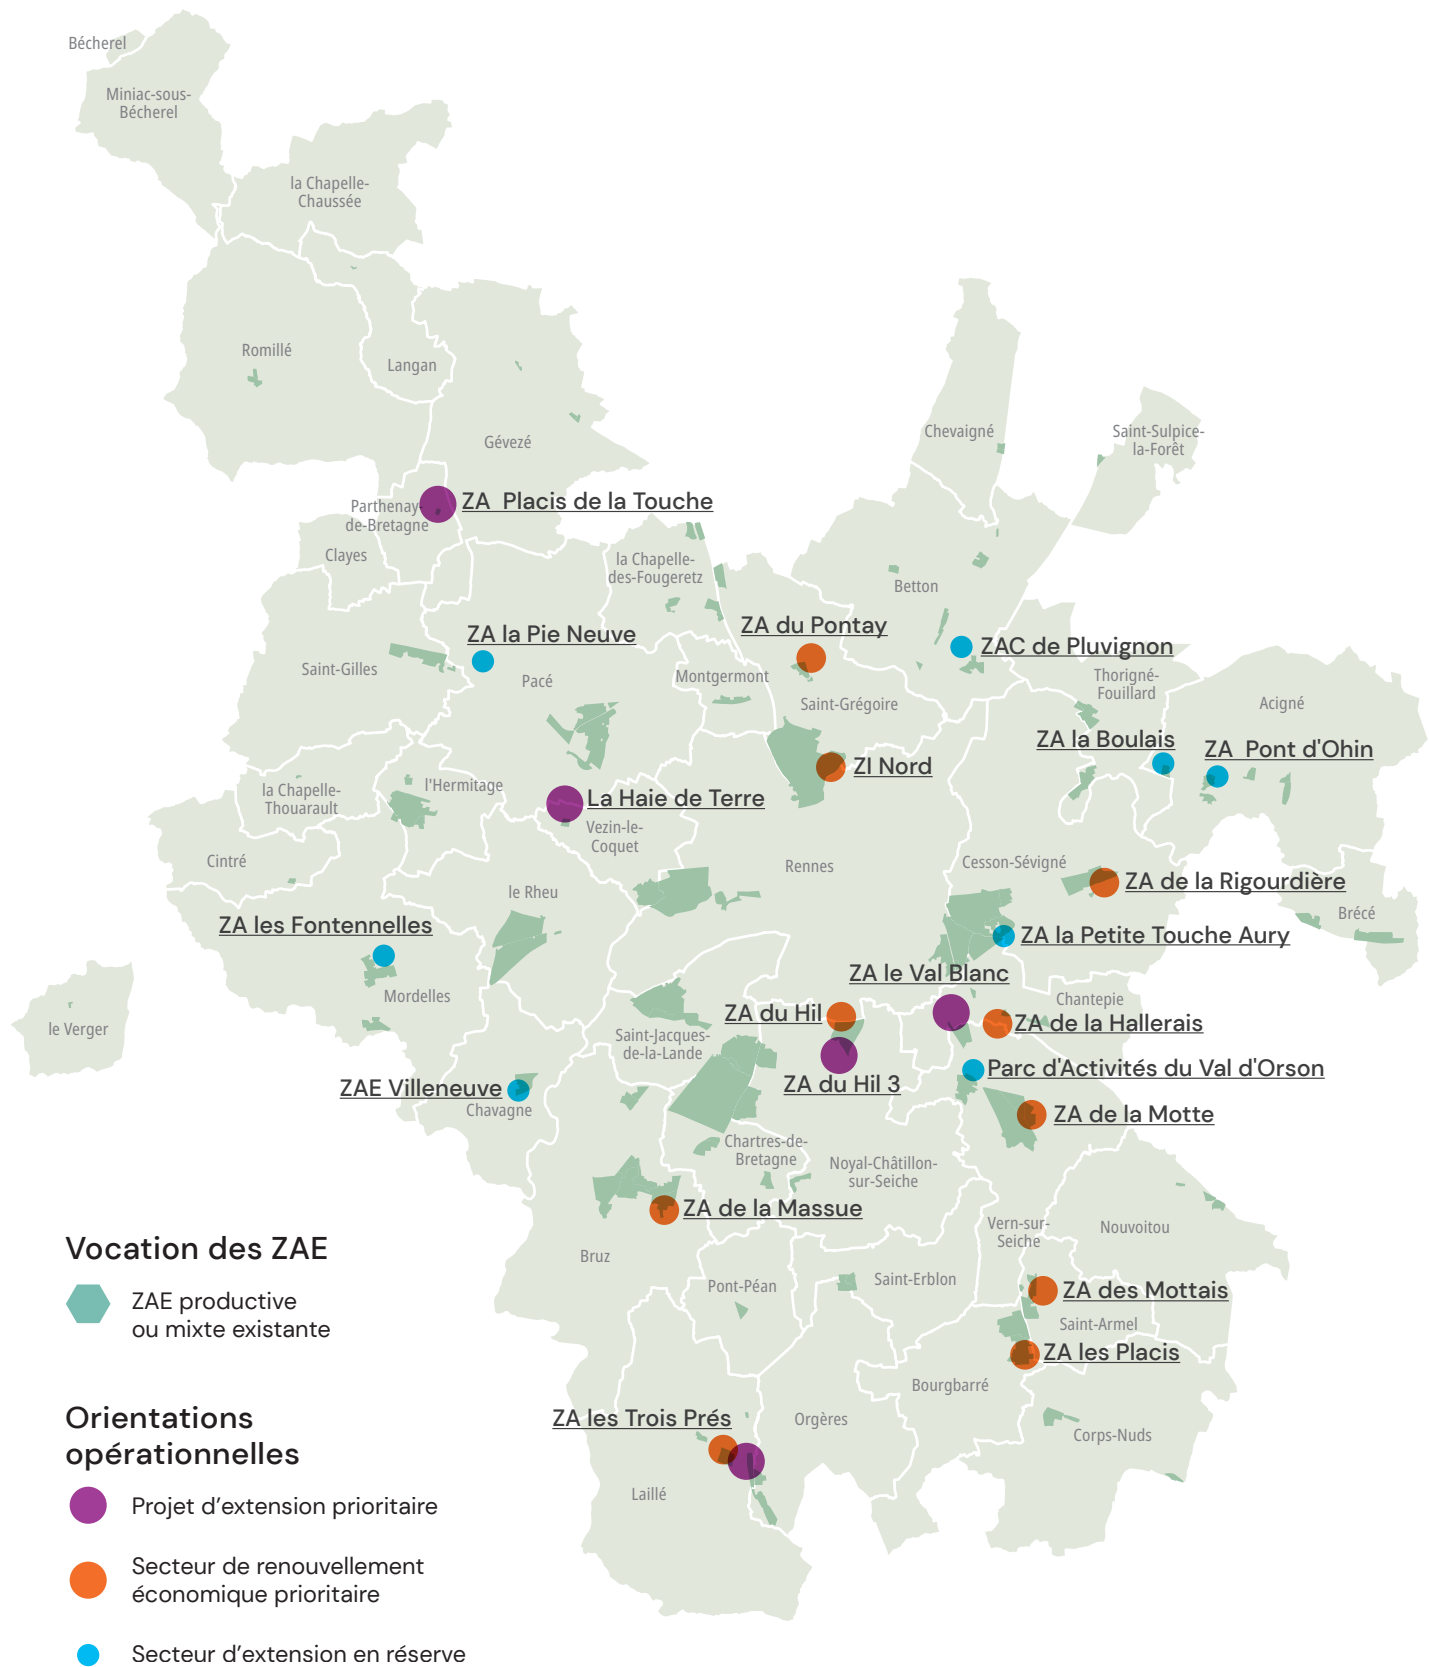 Bécherel
Miniac-sous-
Bécherel
la Chapelle-
Chaussée
Romillé
Langan
Gévezé
Chevaigné
Saint-Sulpice-
la-Forêt
Parthenay-
de-Bretagne
ZA Placis de la Touche
Clayes
la Chapelle-
des-Fougeretz
Betton
ZA la Pie Neuve
ZA du Pontay
ZAC de Pluvignon
Saint-Gilles
Pacé
Montgermont
Saint-Grégoire
Thorigné-
Fouillard
Acigné
ZA la Boulais
ZA Pont d'Ohin
ZI Nord
la Chapelle-
Thouarault
l'Hermitage
La Haie de Terre
Vezin-le-
Coquet
Cintré
Rennes
Cesson-Sévigné
ZA de la Rigourdière
le Rheu
Brécé
ZA les Fontennelles
ZA la Petite Touche Aury
Mordelles
ZA le Val Blanc
Chantepie
le Verger
ZA du Hil
ZA de la Hallerais
Saint-Jacques-
de-la-Lande
Parc d'Activités du Val d'Orson
ZAE Villeneuve
ZA du Hil 3
Chavagne
ZA de la Motte
Chartres-de-
Bretagne
Noyal-Châtillon-
sur-Seiche
ZA de la Massue
Vern-sur-
Seiche
Nouvoitou
Bruz
Pont-Péan
Saint-Erblon
ZA des Mottais
Saint-Armel
ZA les Placis
Bourgbarré
ZA les Trois Prés
Orgères
Corps-Nuds
Laillé
Vocation des ZAE
ZAE productive
ou mixte existante
Orientations
opérationnelles
Projet d’extension prioritaire
Secteur de renouvellement
économique prioritaire
Secteur d’extension en réserve